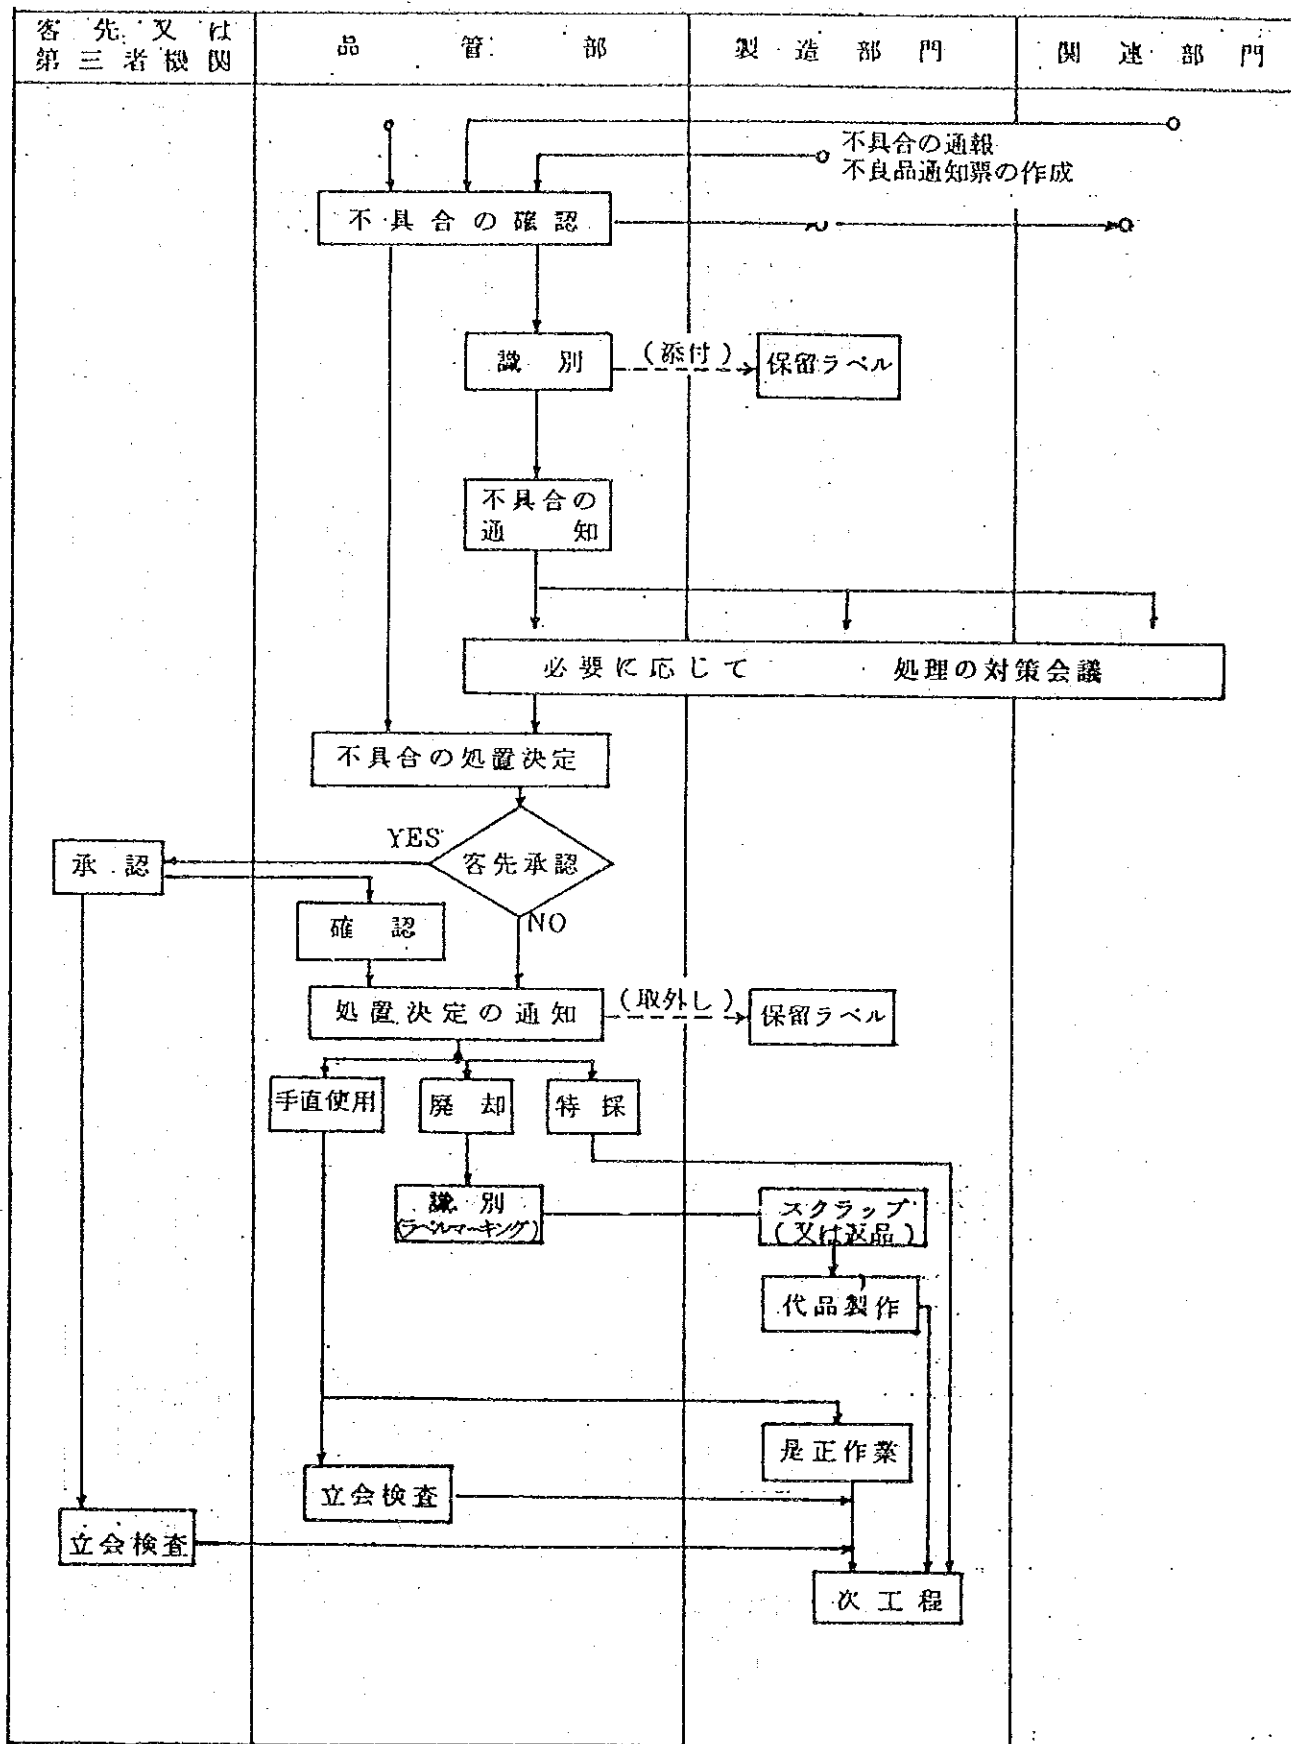 客先又は
第三者機関
品管部
製造部門
関連部門
不具合の通報
不良品通知票の作成
不具合の確認
識別
(添付)
保留ラベル
不具合の
通知
必要に応じて 処理の対策会議
不具合の処置決定
YES
客先承認
承認
確認
NO
処置決定の通知
(取外し)
保留ラベル
手直使用
廃却
特採
識別
(ラベルマーキング)
スクラップ
(又は返品)
代品製作
是正作業
立会検査
立会検査
次工程